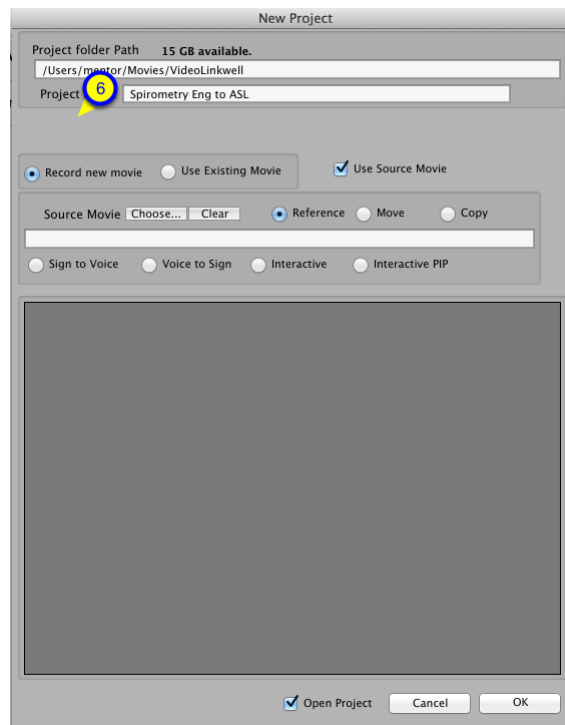 New Project
Project folder Path 15 GB available.
/Users/mentor/Movies/VideoLinkwell
Project 6 Spirometry Eng to ASL
Record new movie Use Existing Movie Use Source Movie
Source Movie Choose... Clear Reference Move Copy
Sign to Voice Voice to Sign Interactive Interactive PIP
Open Project Cancel OK